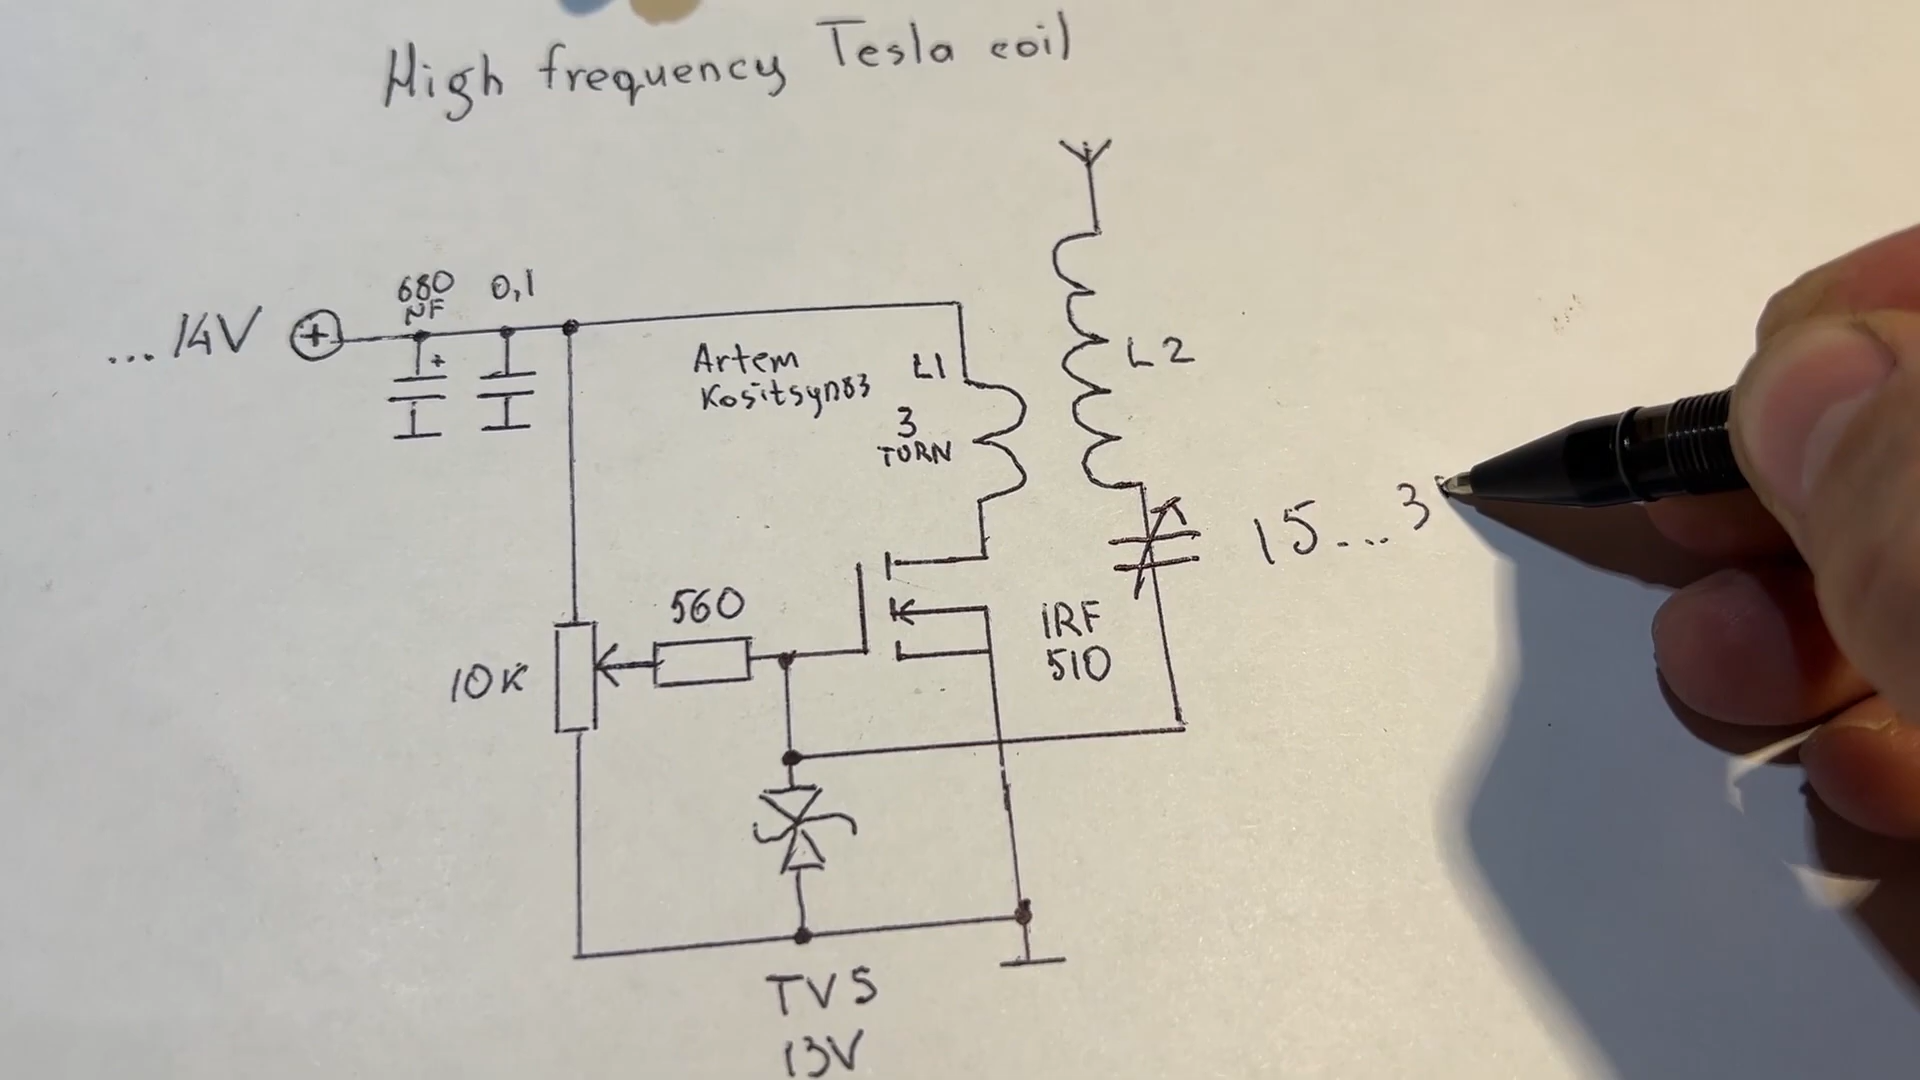 High frequency Tesla coil
...14V
+
680
NF
+
0,1
Artem
Kositsyn83
L1
3
TURN
L2
15...3
560
10K
IRF
510
TVS
13V